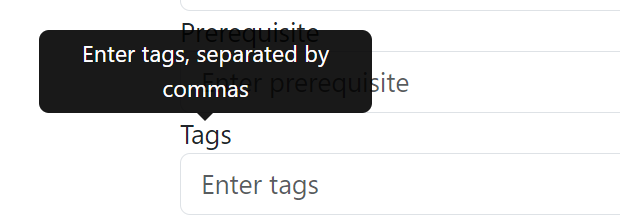 Prerequisite
Enter tags, separated by
commas
Enter prerequisite
Tags
Enter tags